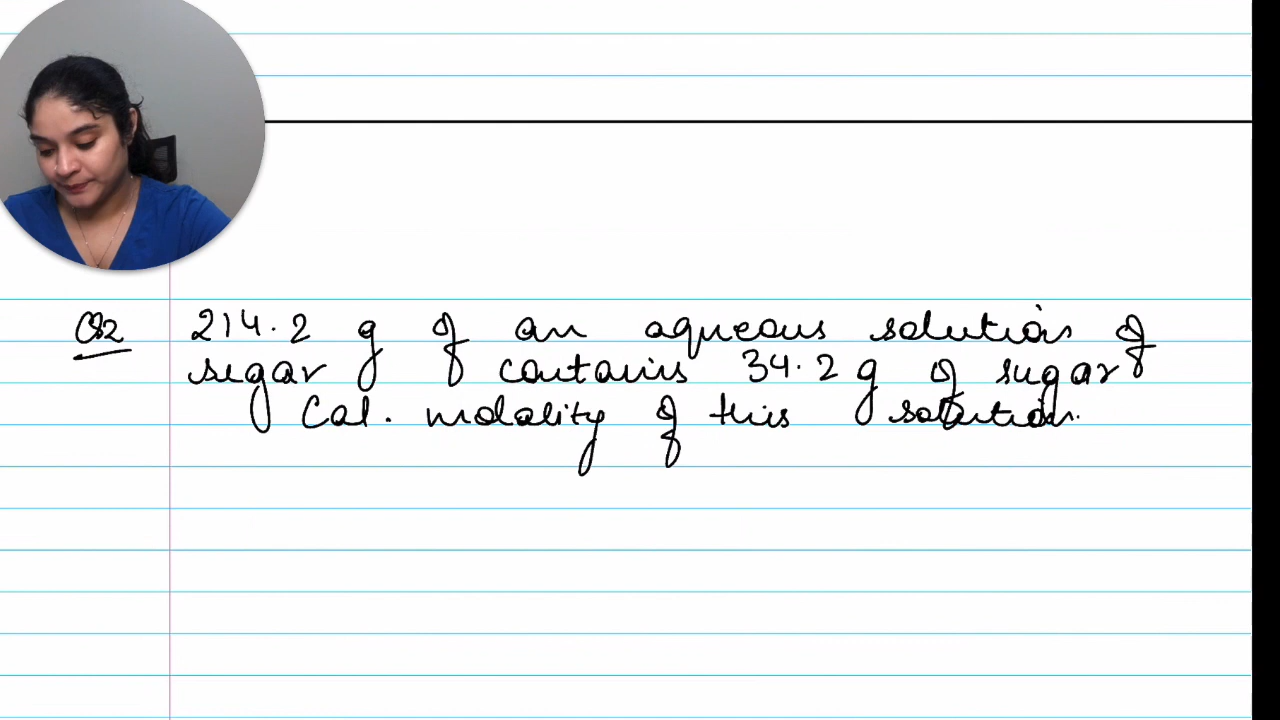 Q2 214.2 g of an aqueous solution of
sugar contains 34.2 g of sugar
Cal. molality of this solution.